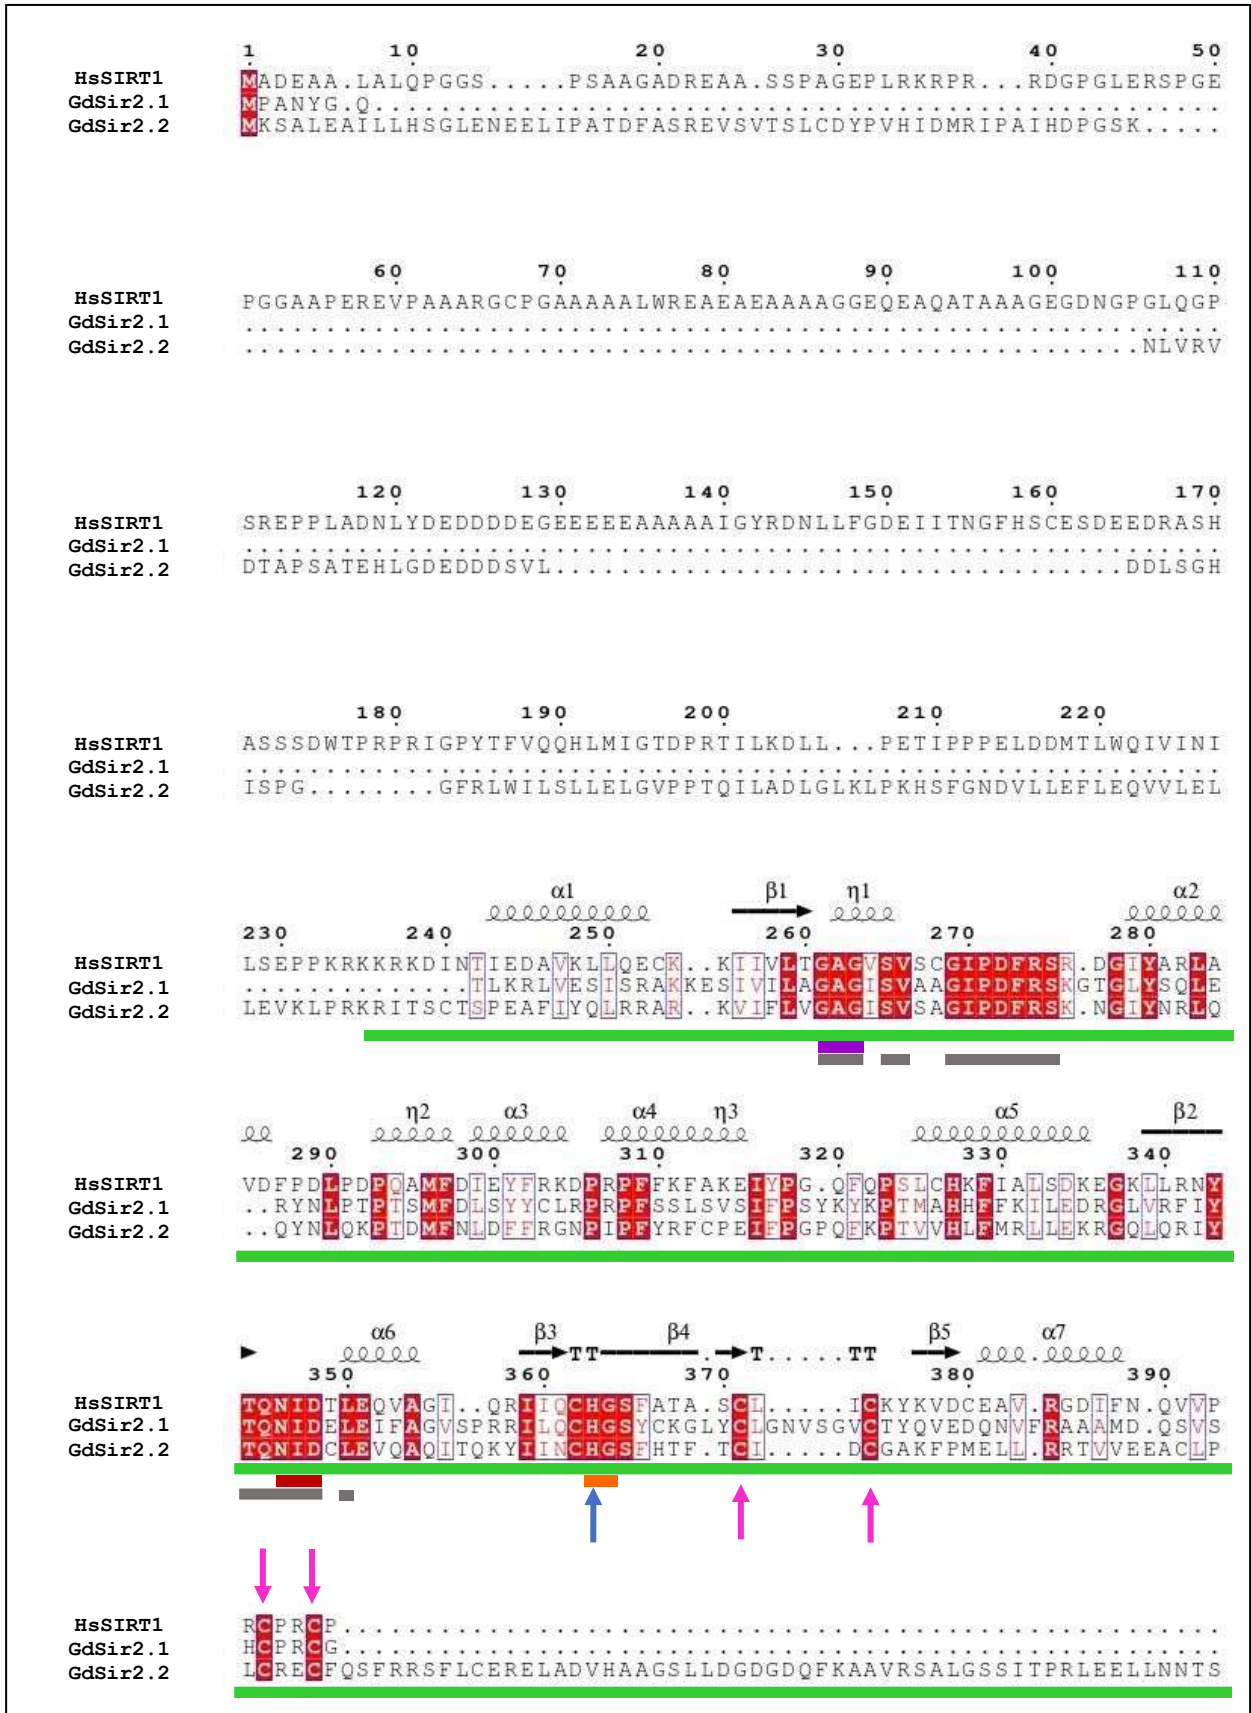 1 10 20 30 40 50
HsSIRT1 MADEAA.LALQPGGS.....PSAAGADREAA.SSPAGEPLRKRPR...RDGPGLERSPGE
GdSir2.1 MPANYG.Q....................................................
GdSir2.2 MKSALEAILLHSGLENEELIPATDFASREVSVTSLCDYPVHIDMRIPAIHDPGSK.....
60 70 80 90 100 110
HsSIRT1 PGGAAPEREVPAAARGCPGAAAAALWREAEAEAAAAGGEQEAQATAAAGEGDNGPGLQGP
GdSir2.1 ............................................................
GdSir2.2 .......................................................NLVRV
120 130 140 150 160 170
HsSIRT1 SREPPLADNLYDEDDDDEGEEEEEAAAAAIGYRDNLLFGDEIITNGFHSCESDEEDRASH
GdSir2.1 ............................................................
GdSir2.2 DTAPSATEHLGDEDDDSVL...................................DDLSGH
180 190 200 210 220
HsSIRT1 ASSSDWTPRPRIGPYTFVQQHLMIGTDPRTILKDLL...PETIPPPELDDMTLWQIVINI
GdSir2.1 ............................................................
GdSir2.2 ISPG........GFRLWILSLLELGVPPTQILADLGLKLPKHSFGNDVLLEFLEQVVLEL
α1 β1 η1 α2
230 240 250 260 270 280
HsSIRT1 LSEPPKRKKRKDINTIEDAVKLLQECK..KIIVLTGAGVSVSCGIPDFRSR.DGIYARLA
GdSir2.1 ..............TLKRLVESISRAKKESIVILAGAGISVAAGIPDFRSKGTGLYSQLE
GdSir2.2 LEVKLPRKRITSCTSPEAFIYQLRRAR..KVIFLVGAGISVSAGIPDFRSK.NGIYNRLQ
η2 α3 α4 η3 α5 β2
290 300 310 320 330 340
HsSIRT1 VDFPDLPDPQAMFDIEYFRKDPRPFFKFAKEIYPG.QFQPSLCHKFIALSDKEGKLLRNY
GdSir2.1 ..RYNLPTPTSMFDLSYYCLRPRPFSSLSVSIFPSYKYKPTMAHHFFKILEDRGLVRFIY
GdSir2.2 ..QYNLQKPTDMFNLDFFRGNPIPFYRFCPEIFPGPQFKPTVVHLFMRLLEKRGQLQRIY
α6 β3 TT β4 . T.....TT β5 . α7
350 360 370 380 390
HsSIRT1 TQNIDTLEQVAGI..QRIIQCHGSFATA.SCL.....ICKYKVDCEAV.RGDIFN.QVVP
GdSir2.1 TQNIDELEIFAGVSPRRILQCHGSYCKGLYCLGNVSGVCTYQVEDQNVFRAAAMD.QSVS
GdSir2.2 TQNIDCLEVQAQITQKYIINCHGSFHTF.TCI.....DCGAKFPMELL.RRTVVEEACLP
HsSIRT1 RCPRCP......................................................
GdSir2.1 HCPRCG......................................................
GdSir2.2 LCRECFQSFRRSFLCERELADVHAAGSLLDGDGDQFKAAVRSALGSSITPRLEELLNNTS